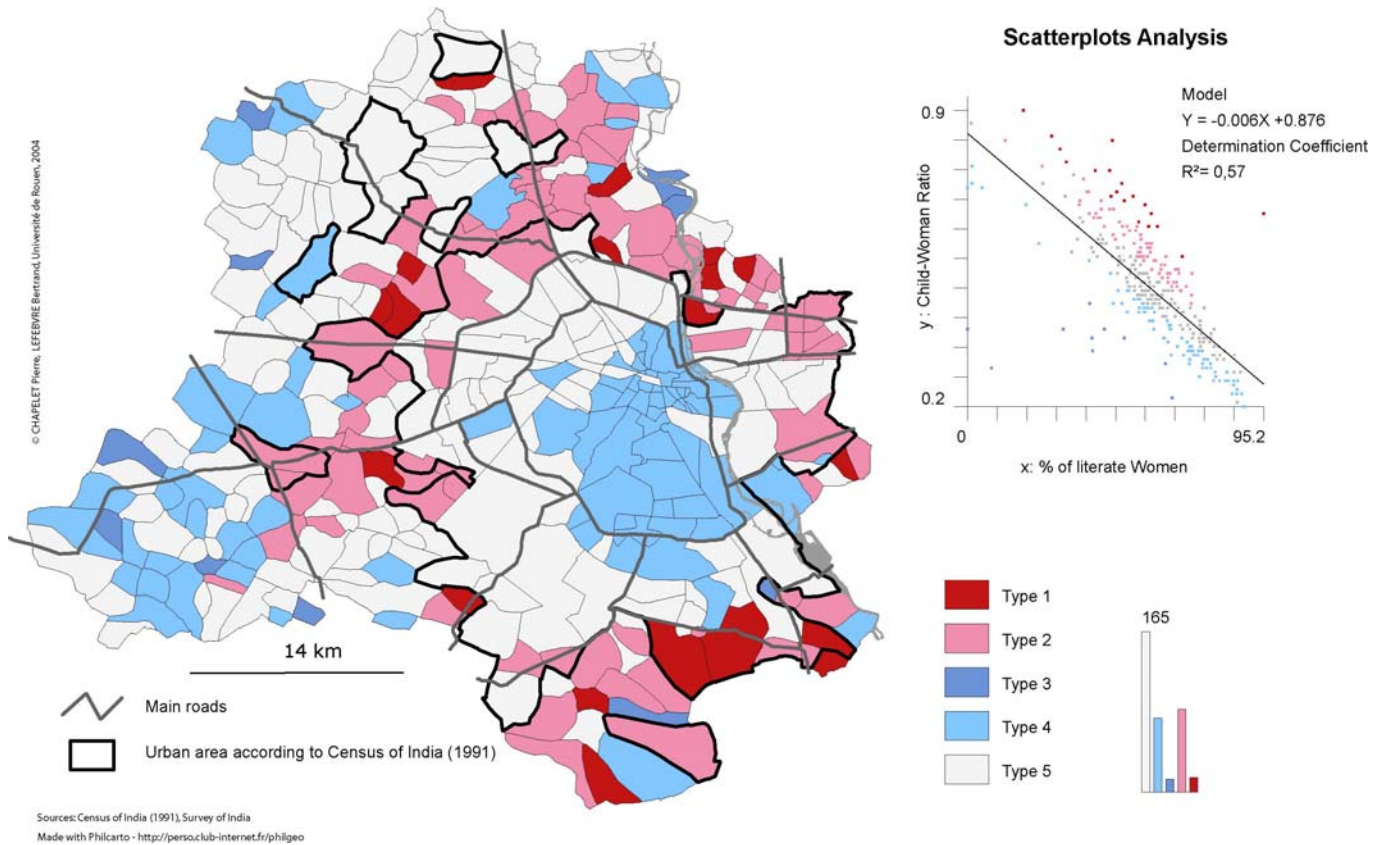 Scatterplots Analysis
Model
Y = -0.006X +0.876
Determination Coefficient
R²= 0,57
0.9
y : Child-Woman Ratio
0.2
0
95.2
x: % of literate Women
© CHAPELET Pierre, LEFEBVRE Bertrand, Université de Rouen, 2004
Type 1
Type 2
Type 3
Type 4
Type 5
165
14 km
Main roads
Urban area according to Census of India (1991)
Sources: Census of India (1991), Survey of India
Made with Philcarto - http://perso.club-internet.fr/philgeo